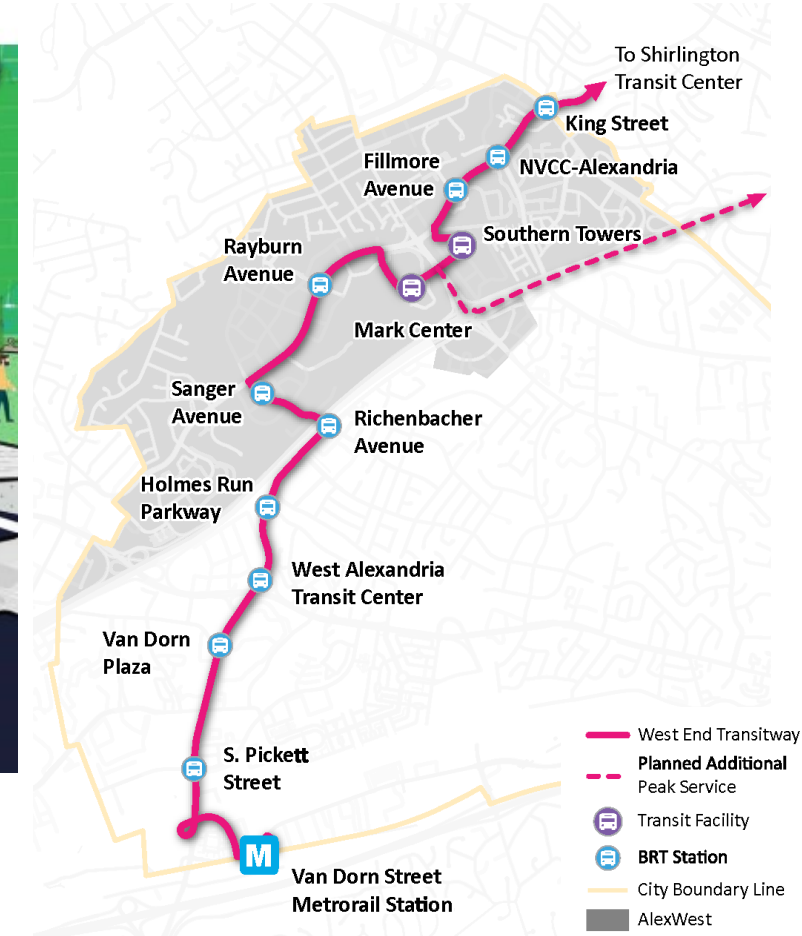 To Shirlington
Transit Center
King Street
NVCC-Alexandria
Fillmore
Avenue
Southern Towers
Rayburn
Avenue
Mark Center
Sanger
Avenue
Richenbacher
Avenue
Holmes Run
Parkway
West Alexandria
Transit Center
Van Dorn
Plaza
S. Pickett
Street
M
Van Dorn Street
Metrorail Station
West End Transitway
Planned Additional
Peak Service
Transit Facility
BRT Station
City Boundary Line
AlexWest